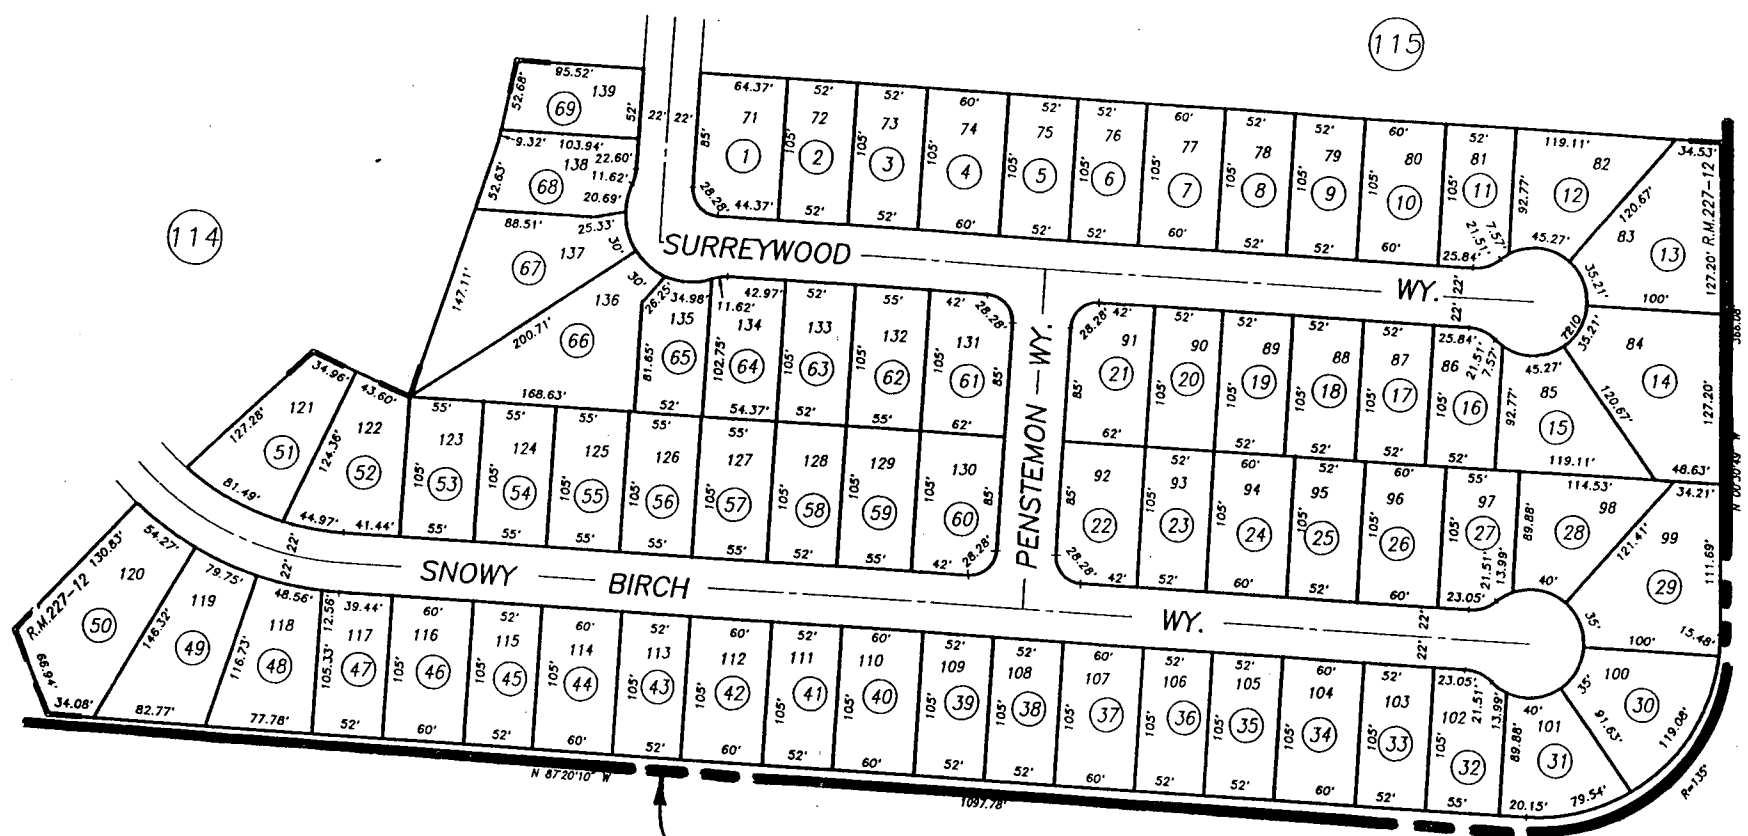 115
114
95.52' 139 52.68' 69 52' 22' 22'
9.32' 103.94' 22.60' 138 11.62' 68 52.63' 20.69'
88.51' 25.33' 137 67 30' 147.11'
30' 136 200.71' 66 168.63'
64.37' 71 85' 1 28.28' 44.37'
52' 72 105' 2 52'
52' 73 105' 3 52'
60' 74 105' 4 60'
52' 75 105' 5 52'
52' 76 105' 6 52'
60' 77 105' 7 60'
52' 78 105' 8 52'
52' 79 105' 9 52'
60' 80 105' 10 60'
52' 81 105' 11 21.51' 7.57' 25.84'
119.11' 82 92.77' 12 45.27'
34.53' 120.67' 83 13 127.20' R.M.227-12 35.21' 100'
SURREYWOOD WY.
22' 22'
26.25' 34.98' 135 81.65' 65 52'
11.62' 42.97' 134 102.75' 64 54.37'
52' 133 105' 63 52'
55' 132 105' 62 55'
42' 28.28' 131 105' 61 85' 62'
PENSTEMON WY.
28.28' 42' 91 21 85' 62'
52' 90 105' 20
52' 89 105' 19 52'
52' 88 105' 18 52'
52' 87 105' 17 52'
25.84' 86 21.51' 7.57' 105' 16 52'
45.27' 85 92.77' 15 119.11' 120.67'
35.21' 84 14 127.20' 48.63'
N 00°50'49" W
34.96' 121 127.28' 51 81.49'
43.60' 122 124.36' 52 44.97' 41.44'
55' 123 105' 53 55'
55' 124 105' 54 55'
55' 125 105' 55 55'
55' 126 105' 56 55'
55' 127 105' 57 55'
128 105' 58 52'
129 105' 59 55'
130 105' 60 85' 28.28' 42'
92 85' 22 28.28' 42'
52' 93 105' 23 52'
60' 94 105' 24 60'
52' 95 105' 25 52'
60' 96 105' 26 60'
55' 97 105' 27 21.51' 13.99' 23.05'
114.53' 98 89.88' 28 40'
34.21' 99 121.41' 29 111.69' 35' 15.48' 100'
SNOWY BIRCH WY.
22' 22' 22' 22'
54.27' 130.83' R.M.227-12 120 50 66.94' 34.08'
79.75' 119 146.32' 49 82.77'
48.56' 118 116.73' 48 77.78'
12.56' 39.44' 117 105.33' 47 52'
60' 116 105' 46 60'
52' 115 105' 45 52'
60' 114 105' 44 60'
52' 113 105' 43 52'
60' 112 105' 42 60'
52' 111 105' 41 52'
60' 110 105' 40 60'
52' 109 105' 39 52'
52' 108 105' 38 52'
60' 107 105' 37 60'
52' 106 105' 36 52'
52' 105 105' 35 52'
60' 104 105' 34 60'
52' 103 105' 33 52'
23.05' 102 21.51' 13.99' 105' 32 55'
40' 101 89.88' 31 20.15' 79.54'
35' 100 91.63' 30 119.08'
R=135'
N 87°20'10" W
1097.78'